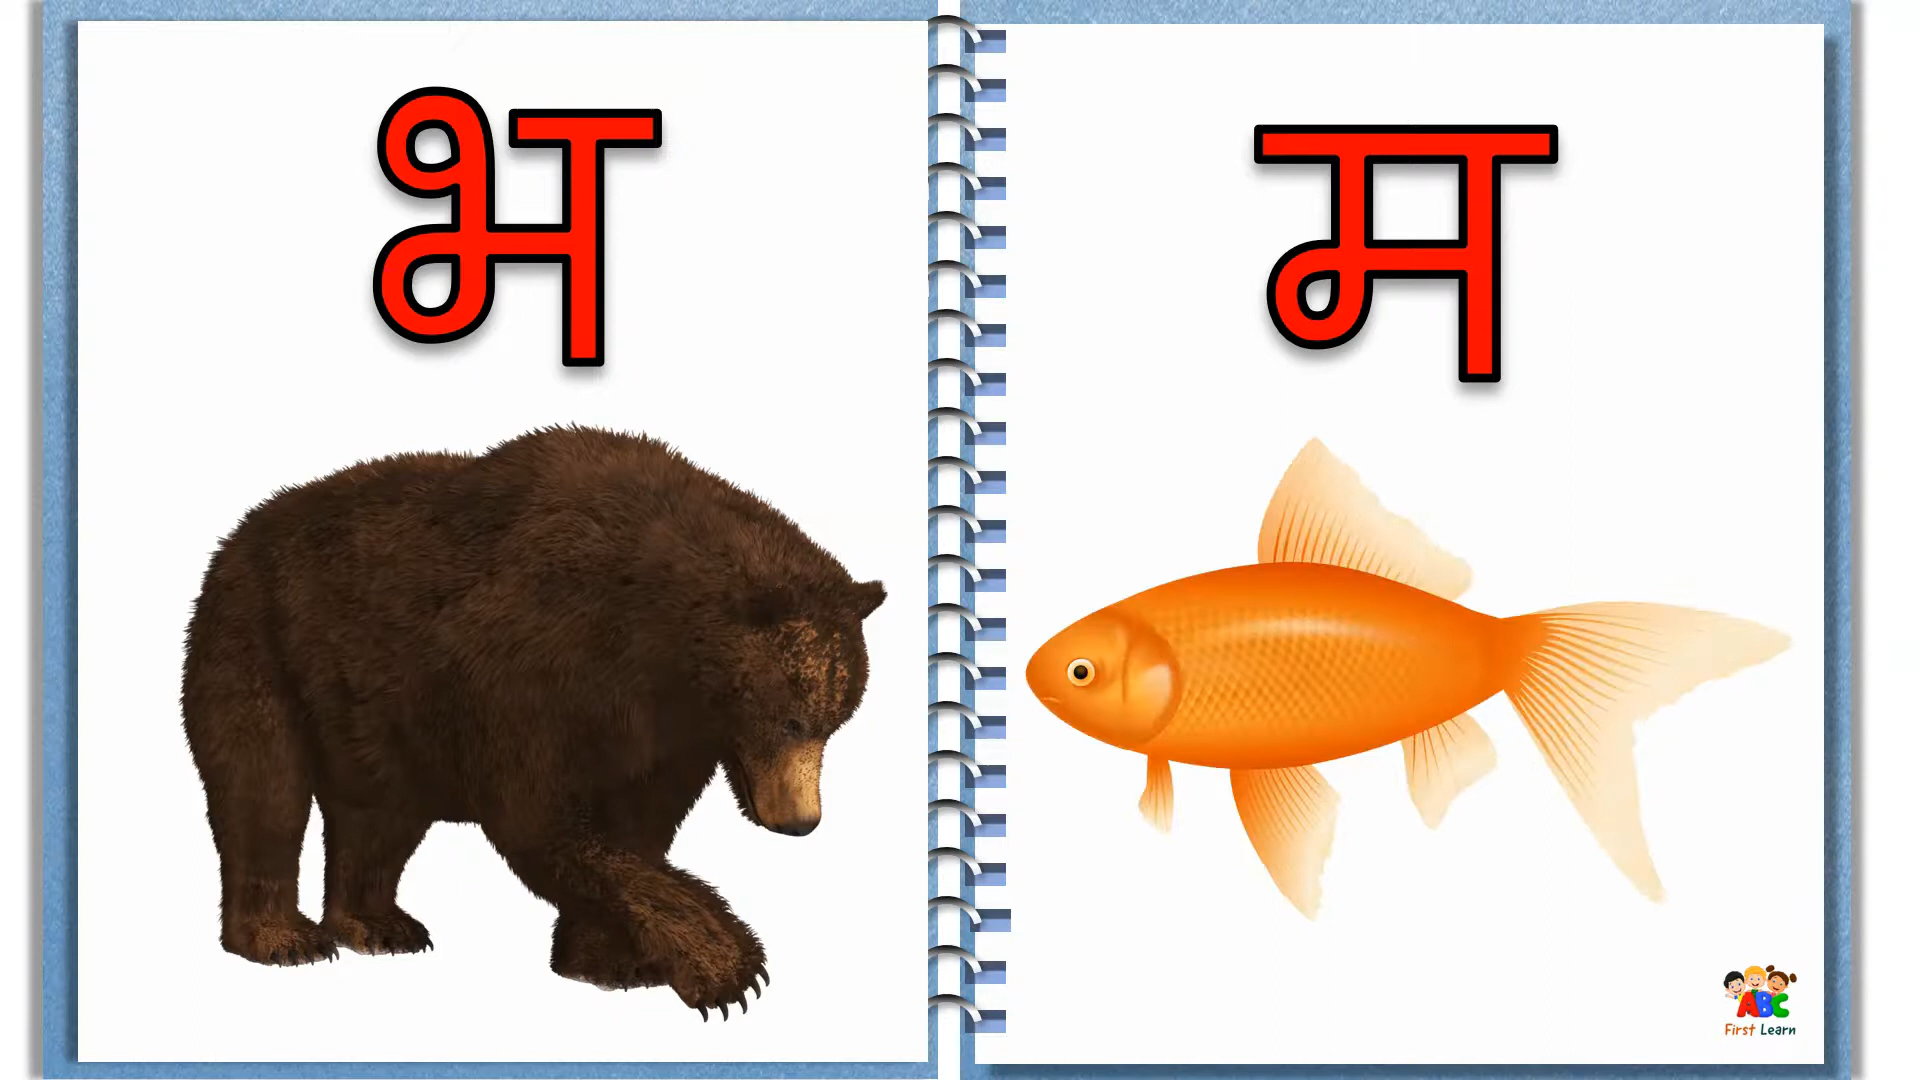 भ
म
ABC
First Learn